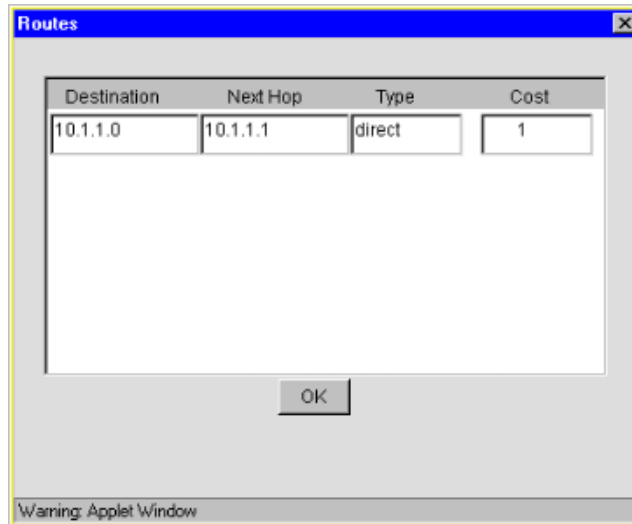 Routes
Destination Next Hop Type Cost
10.1.1.0 10.1.1.1 direct 1
OK
Warning: Applet Window